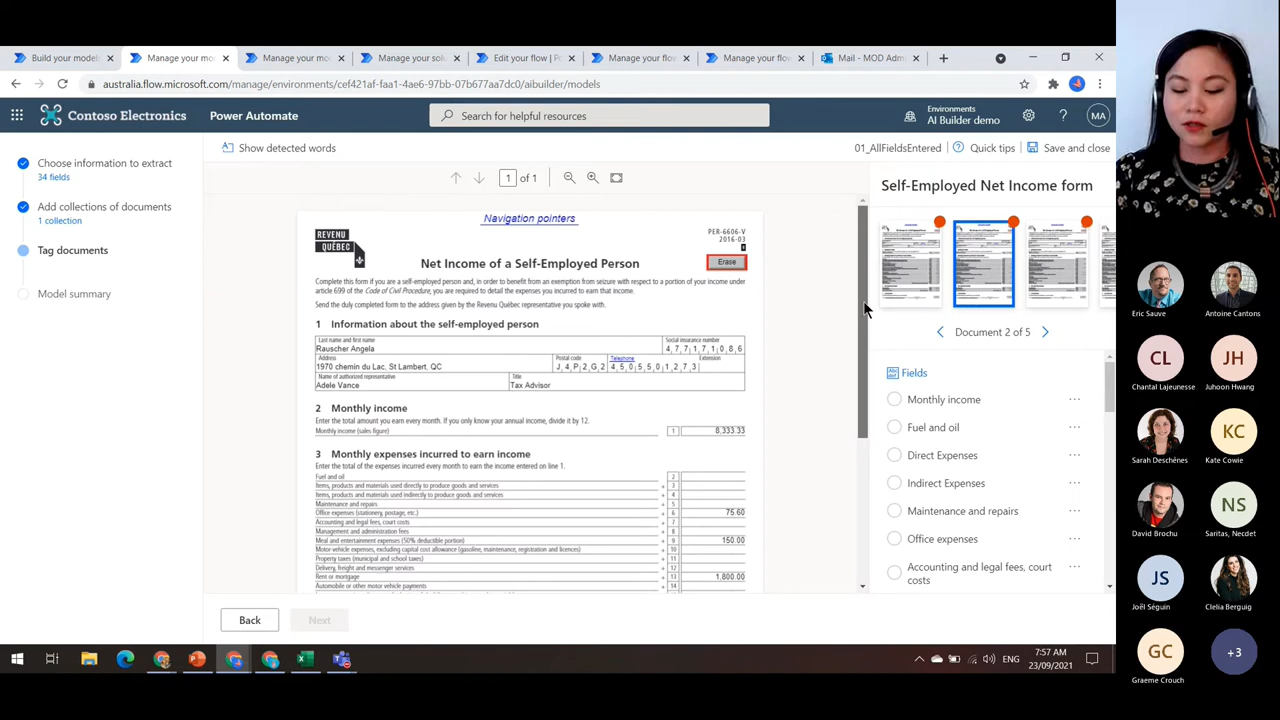 Build your model
Manage your mo
Manage your mo
Manage your solu
Edit your flow | P
Manage your flow
Manage your flow
Mail - MOD Adm
australia.flow.microsoft.com/manage/environments/cef421af-faa1-4ae6-97bb-07b677aa7dc0/aibuilder/models
Contoso Electronics
Power Automate
Search for helpful resources
Environments
AI Builder demo
MA
Choose information to extract
34 fields
Add collections of documents
1 collection
Tag documents
Model summary
Show detected words
01_AllFieldsEntered
Quick tips
Save and close
1 of 1
Navigation pointers
REVENU
QUÉBEC
PER-6606-V
2016-03
Erase
Net Income of a Self-Employed Person
Complete this form if you are a self-employed person and, in order to benefit from an exemption from seizure with respect to a portion of your income under
article 699 of the Code of Civil Procedure, you are required to detail the expenses you incurred to earn that income.
Send the duly completed form to the address given by the Revenu Québec representative you spoke with.
1 Information about the self-employed person
Last name and first name
Social insurance number
Rauscher Angela
4 7 7 1 7 1 0 8 6
Address
Postal code
Telephone
Extension
1970 chemin du Lac, St Lambert, QC
J 4 P 2 G 2
4 5 0 5 5 0 1 2 7 3
Name of authorized representative
Title
Adele Vance
Tax Advisor
2 Monthly income
Enter the total amount you earn every month. If you only know your annual income, divide it by 12.
Monthly income (sales figure)
1
8,333.33
3 Monthly expenses incurred to earn income
Enter the total of the expenses incurred every month to earn the income entered on line 1.
Fuel and oil
2
Items, products and materials used directly to produce goods and services
+ 3
Items, products and materials used indirectly to produce goods and services
+ 4
Maintenance and repairs
+ 5
Office expenses (stationery, postage, etc.)
+ 6
75.60
Accounting and legal fees, court costs
+ 7
Management and administration fees
+ 8
Meal and entertainment expenses (50% deductible portion)
+ 9
150.00
Motor vehicle expenses, excluding capital cost allowance (gasoline, maintenance, registration and licences)
+ 10
Property taxes (municipal and school taxes)
+ 11
Delivery, freight and messenger services
+ 12
Rent or mortgage
+ 13
1,800.00
Automobile or other motor vehicle payments
+ 14
Self-Employed Net Income form
Document 2 of 5
Fields
Monthly income
Fuel and oil
Direct Expenses
Indirect Expenses
Maintenance and repairs
Office expenses
Accounting and legal fees, court
costs
Back
Next
ENG
7:57 AM
23/09/2021
Eric Sauve
Antoine Cantons
CL
JH
Chantal Lajeunesse
Juhoon Hwang
KC
Sarah Deschênes
Kate Cowie
NS
David Brochu
Saritas, Necdet
JS
Joël Séguin
Clelia Berguig
GC
+3
Graeme Crouch